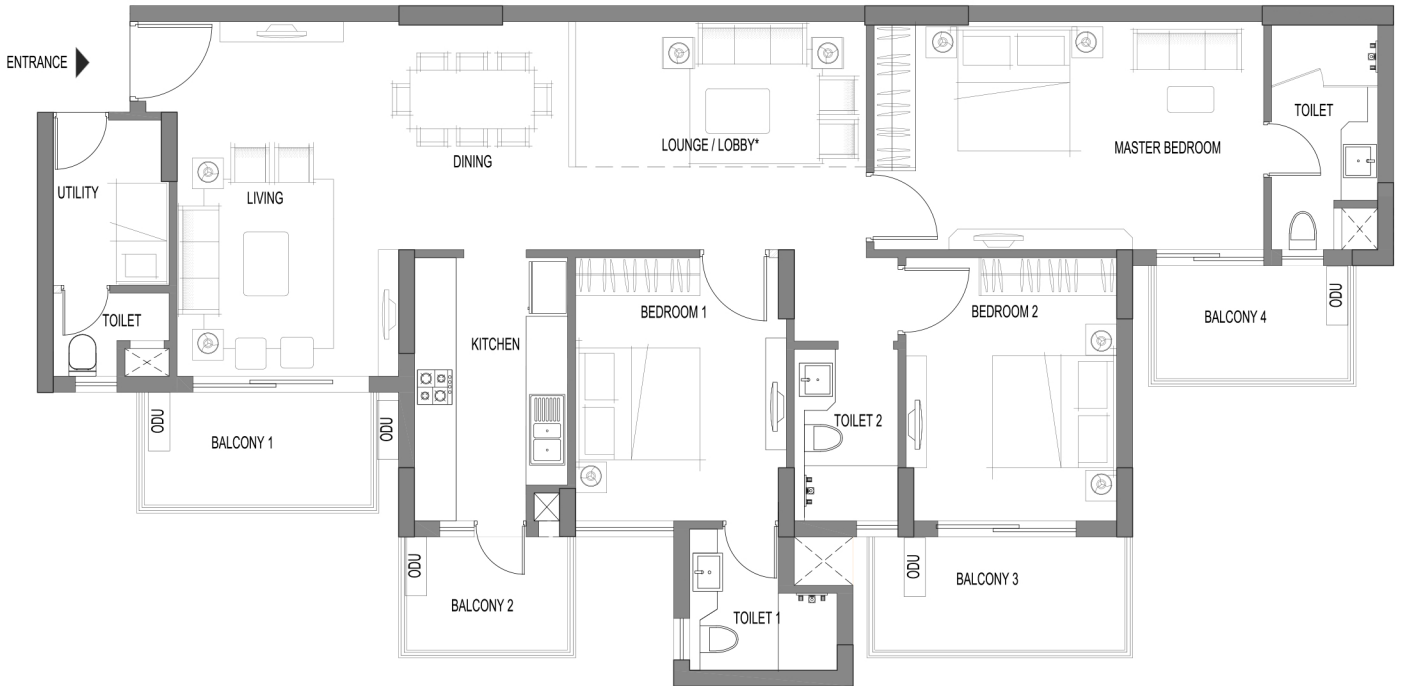 ENTRANCE
TOILET
LOUNGE / LOBBY*
MASTER BEDROOM
DINING
UTILITY
LIVING
ODU
BEDROOM 1
BEDROOM 2
BALCONY 4
TOILET
KITCHEN
ODU
ODU
TOILET 2
BALCONY 1
ODU
ODU
BALCONY 3
BALCONY 2
TOILET 1